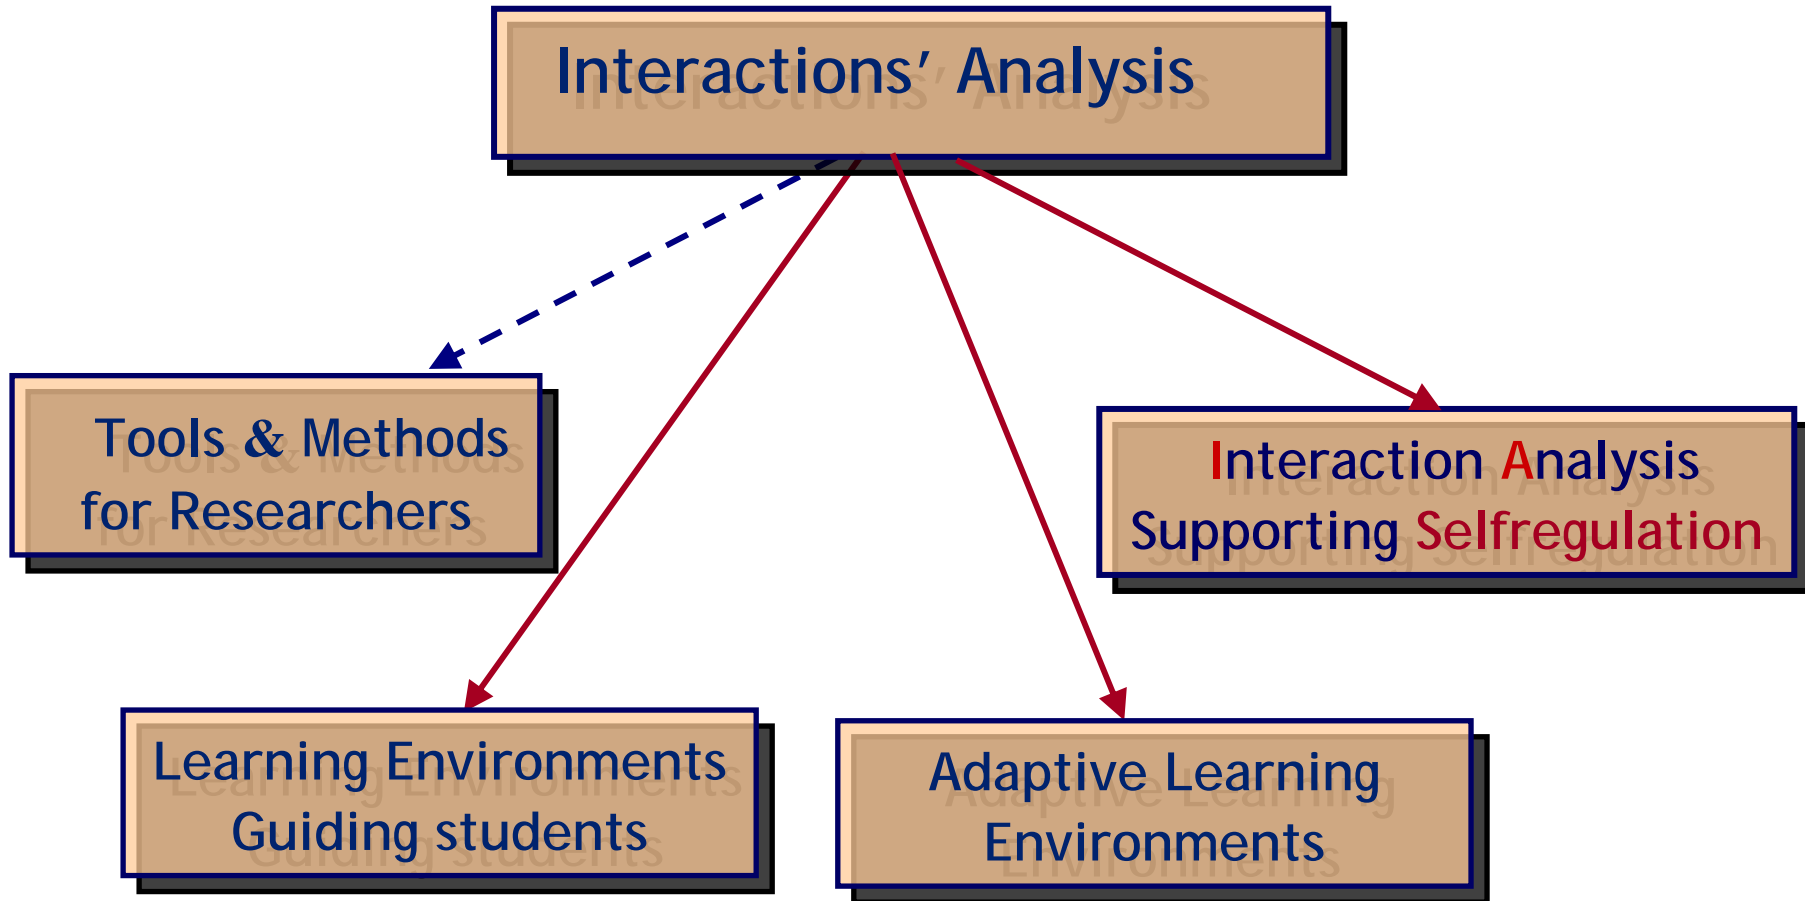 Interactions’ Analysis
Tools & Methods
for Researchers
Interaction Analysis
Supporting Selfregulation
Learning Environments
Guiding students
Adaptive Learning
Environments